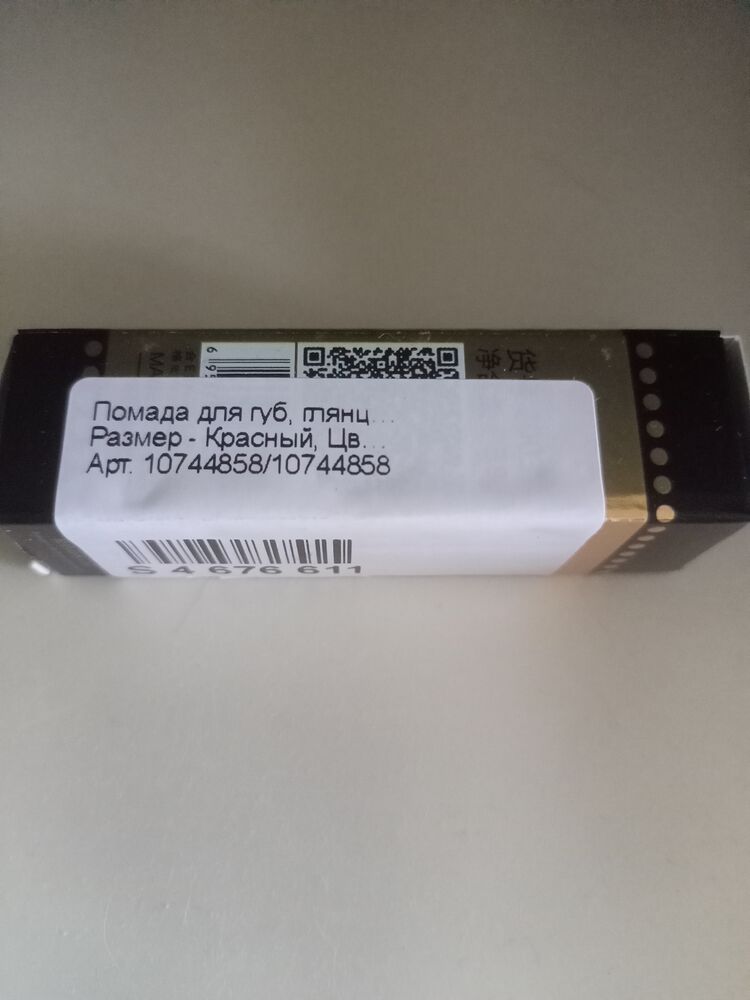 Помада для губ, глянц...
Размер - Красный, Цв...
Арт. 10744858/10744858
S 4 676 611